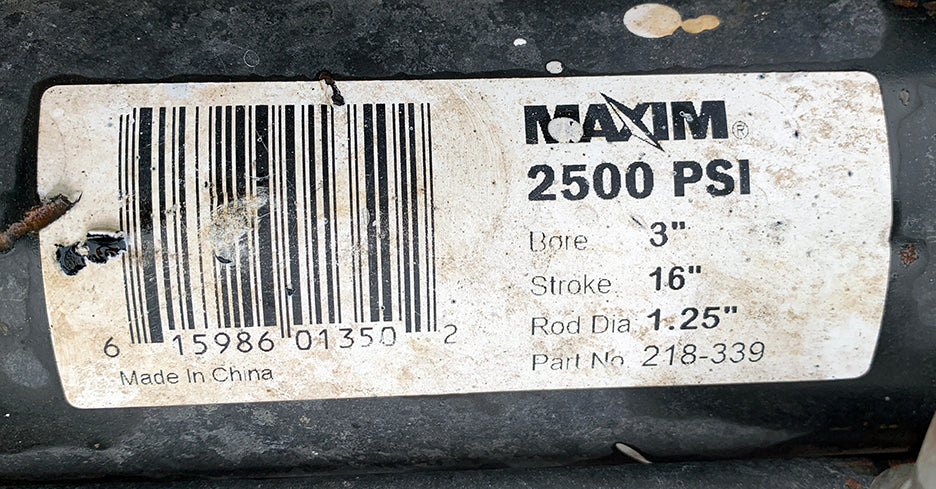 MAXIM®
2500 PSI
Bore 3"
Stroke 16"
Rod Dia 1.25"
Part No. 218-339
6 15986 01350 2
Made In China